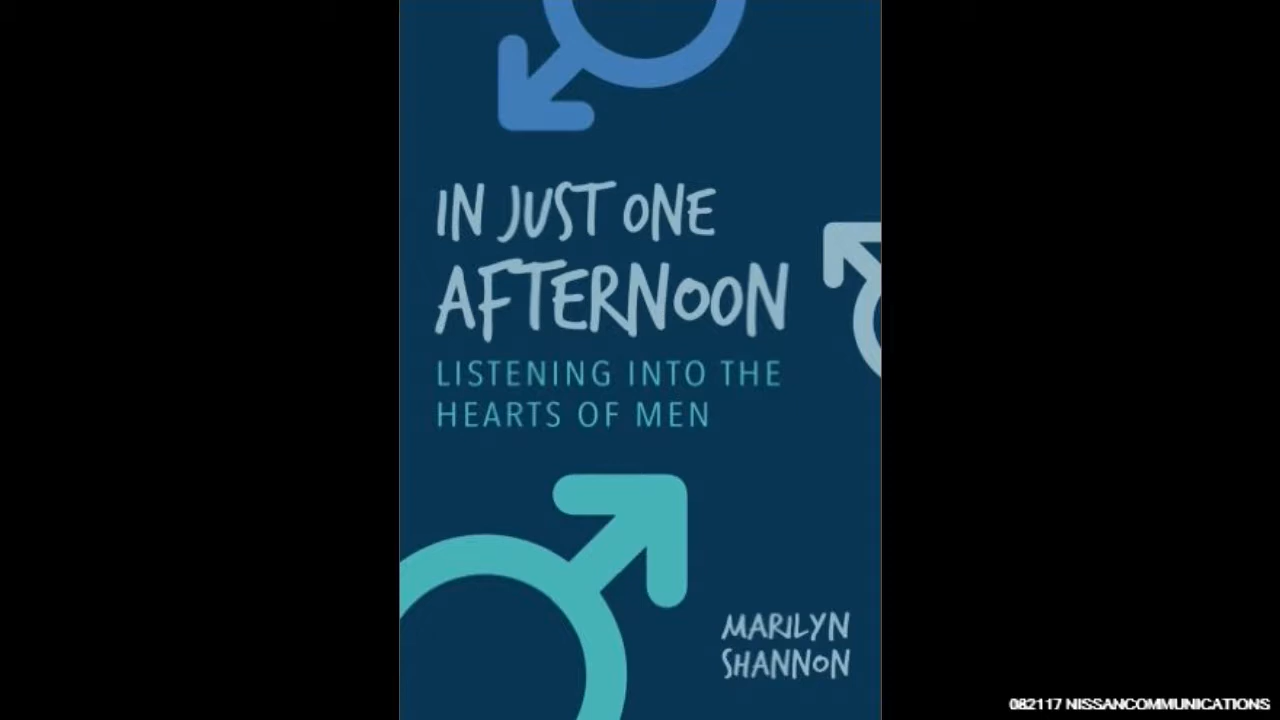 IN JUST ONE
AFTERNOON
LISTENING INTO THE
HEARTS OF MEN
MARILYN
SHANNON
082117 NISSANCOMMUNICATIONS